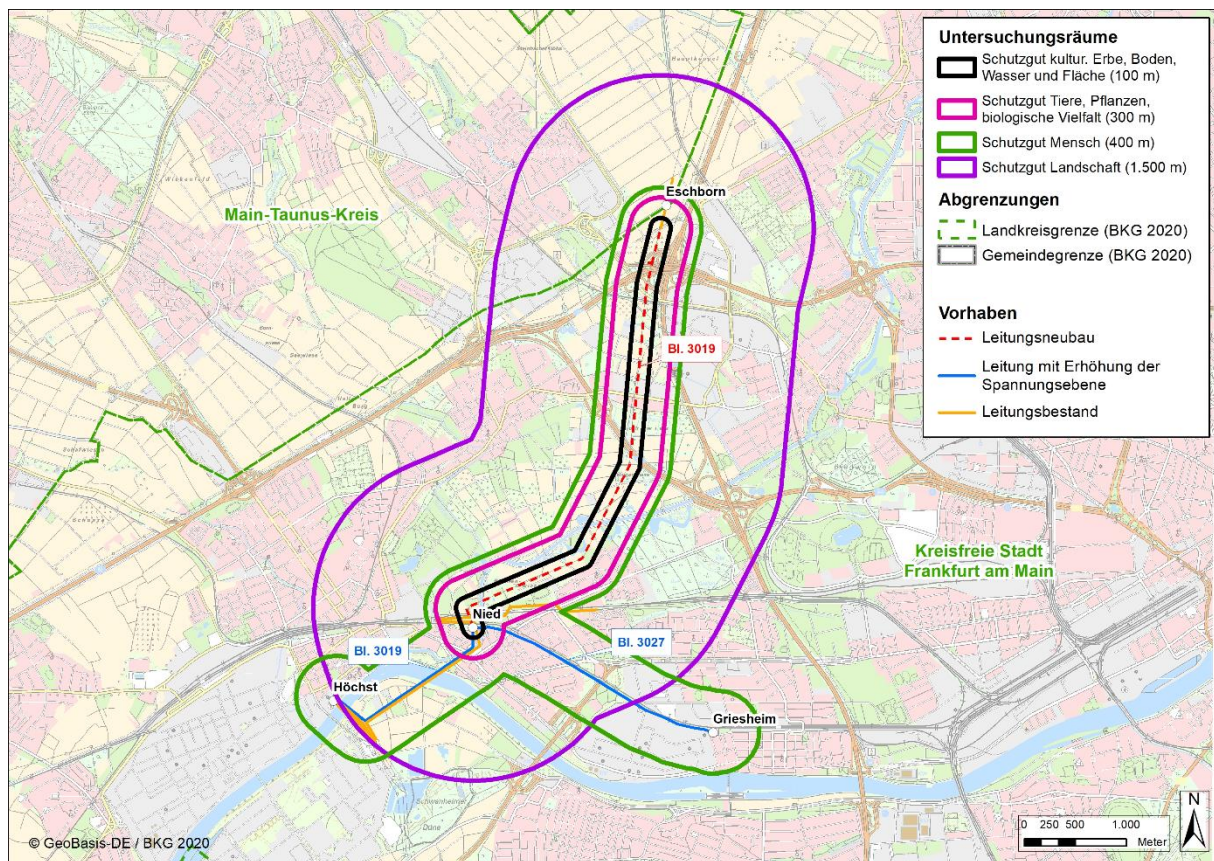 Untersuchungsräume
Schutzgut kultur. Erbe, Boden,
Wasser und Fläche (100 m)
Schutzgut Tiere, Pflanzen,
biologische Vielfalt (300 m)
Schutzgut Mensch (400 m)
Schutzgut Landschaft (1.500 m)
Abgrenzungen
Landkreisgrenze (BKG 2020)
Gemeindegrenze (BKG 2020)
Vorhaben
Leitungsneubau
Leitung mit Erhöhung der
Spannungsebene
Leitungsbestand
Eschborn
Main-Taunus-Kreis
Bl. 3019
Kreisfreie Stadt
Frankfurt am Main
Nied
Bl. 3019
Bl. 3027
Höchst
Griesheim
Schwanheimer
Düne
N
0 250 500 1.000
Meter
© GeoBasis-DE / BKG 2020